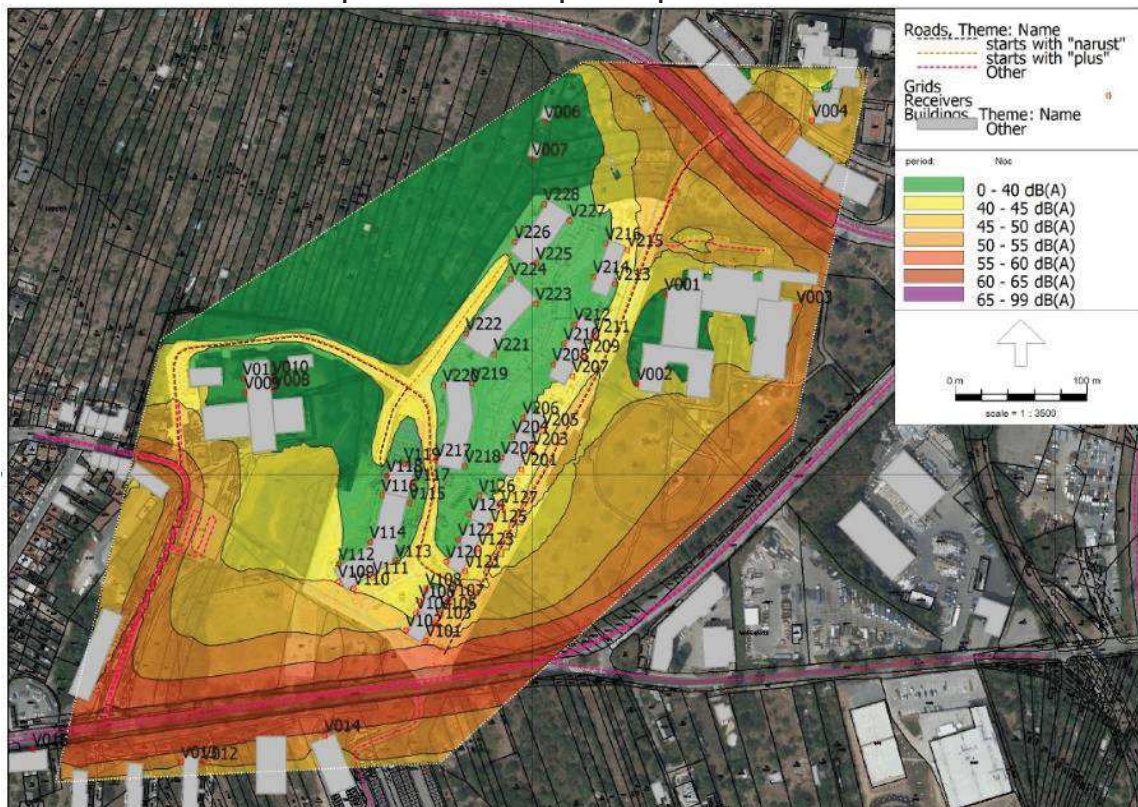 Roads, Theme: Name
starts with "narust"
starts with "plus"
Other
Grids
Receivers
Buildings, Theme: Name
Other
period: Noc
0 - 40 dB(A)
40 - 45 dB(A)
45 - 50 dB(A)
50 - 55 dB(A)
55 - 60 dB(A)
60 - 65 dB(A)
65 - 99 dB(A)
0 m 100 m
scale = 1 : 3500
V004
V006
V007
V228
V227
V226
V216
V215
V225
V224
V214
V213
V001
V223
V003
V212
V222
V211
V210
V209
V221
V208
V010
V207
V008
V009
V219
V002
V206
V205
V204
V203
V119
V217
V118
V218
V201
V117
V116
V115
V126
V127
V124
V125
V114
V122
V123
V112
V113
V120
V121
V109
V111
V110
V108
V107
V105
V103
V102
V101
V014
V012